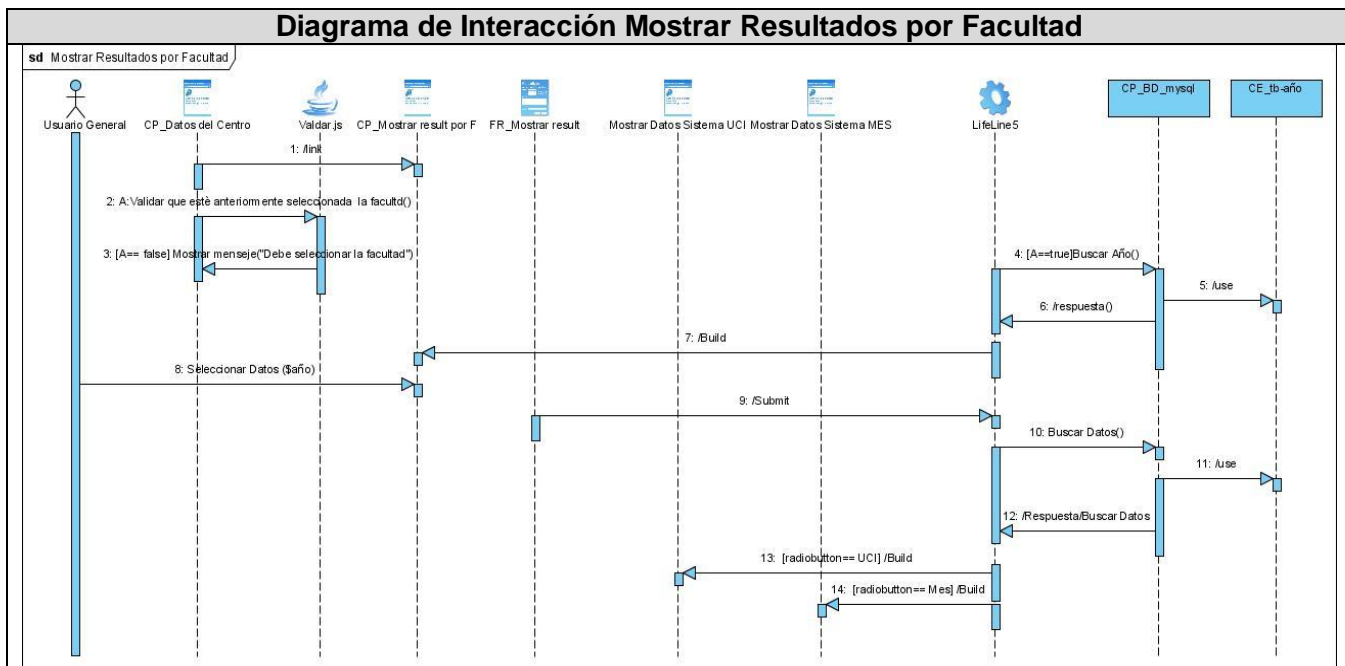 Diagrama de Interacción Mostrar Resultados por Facultad
sd Mostrar Resultados por Facultad
Usuario General
CP_Datos del Centro
Valdar.js
CP_Mostrar result por F
FR_Mostrar result
Mostrar Datos Sistema UCI
Mostrar Datos Sistema MES
LifeLine5
CP_BD_mysql
CE_tb-año
1: /link
2: A:Validar que estè anteriormente seleccionada la facultd()
3: [A== false] Mostrar menseje("Debe seleccionar la facultad")
4: [A==true]Buscar Año()
5: /use
6: /respuesta()
7: /Build
8: Seleccionar Datos ($año)
9: /Submit
10: Buscar Datos()
11: /use
12: /Respuesta/Buscar Datos
13: [radiobutton== UCI] /Build
14: [radiobutton== Mes] /Build